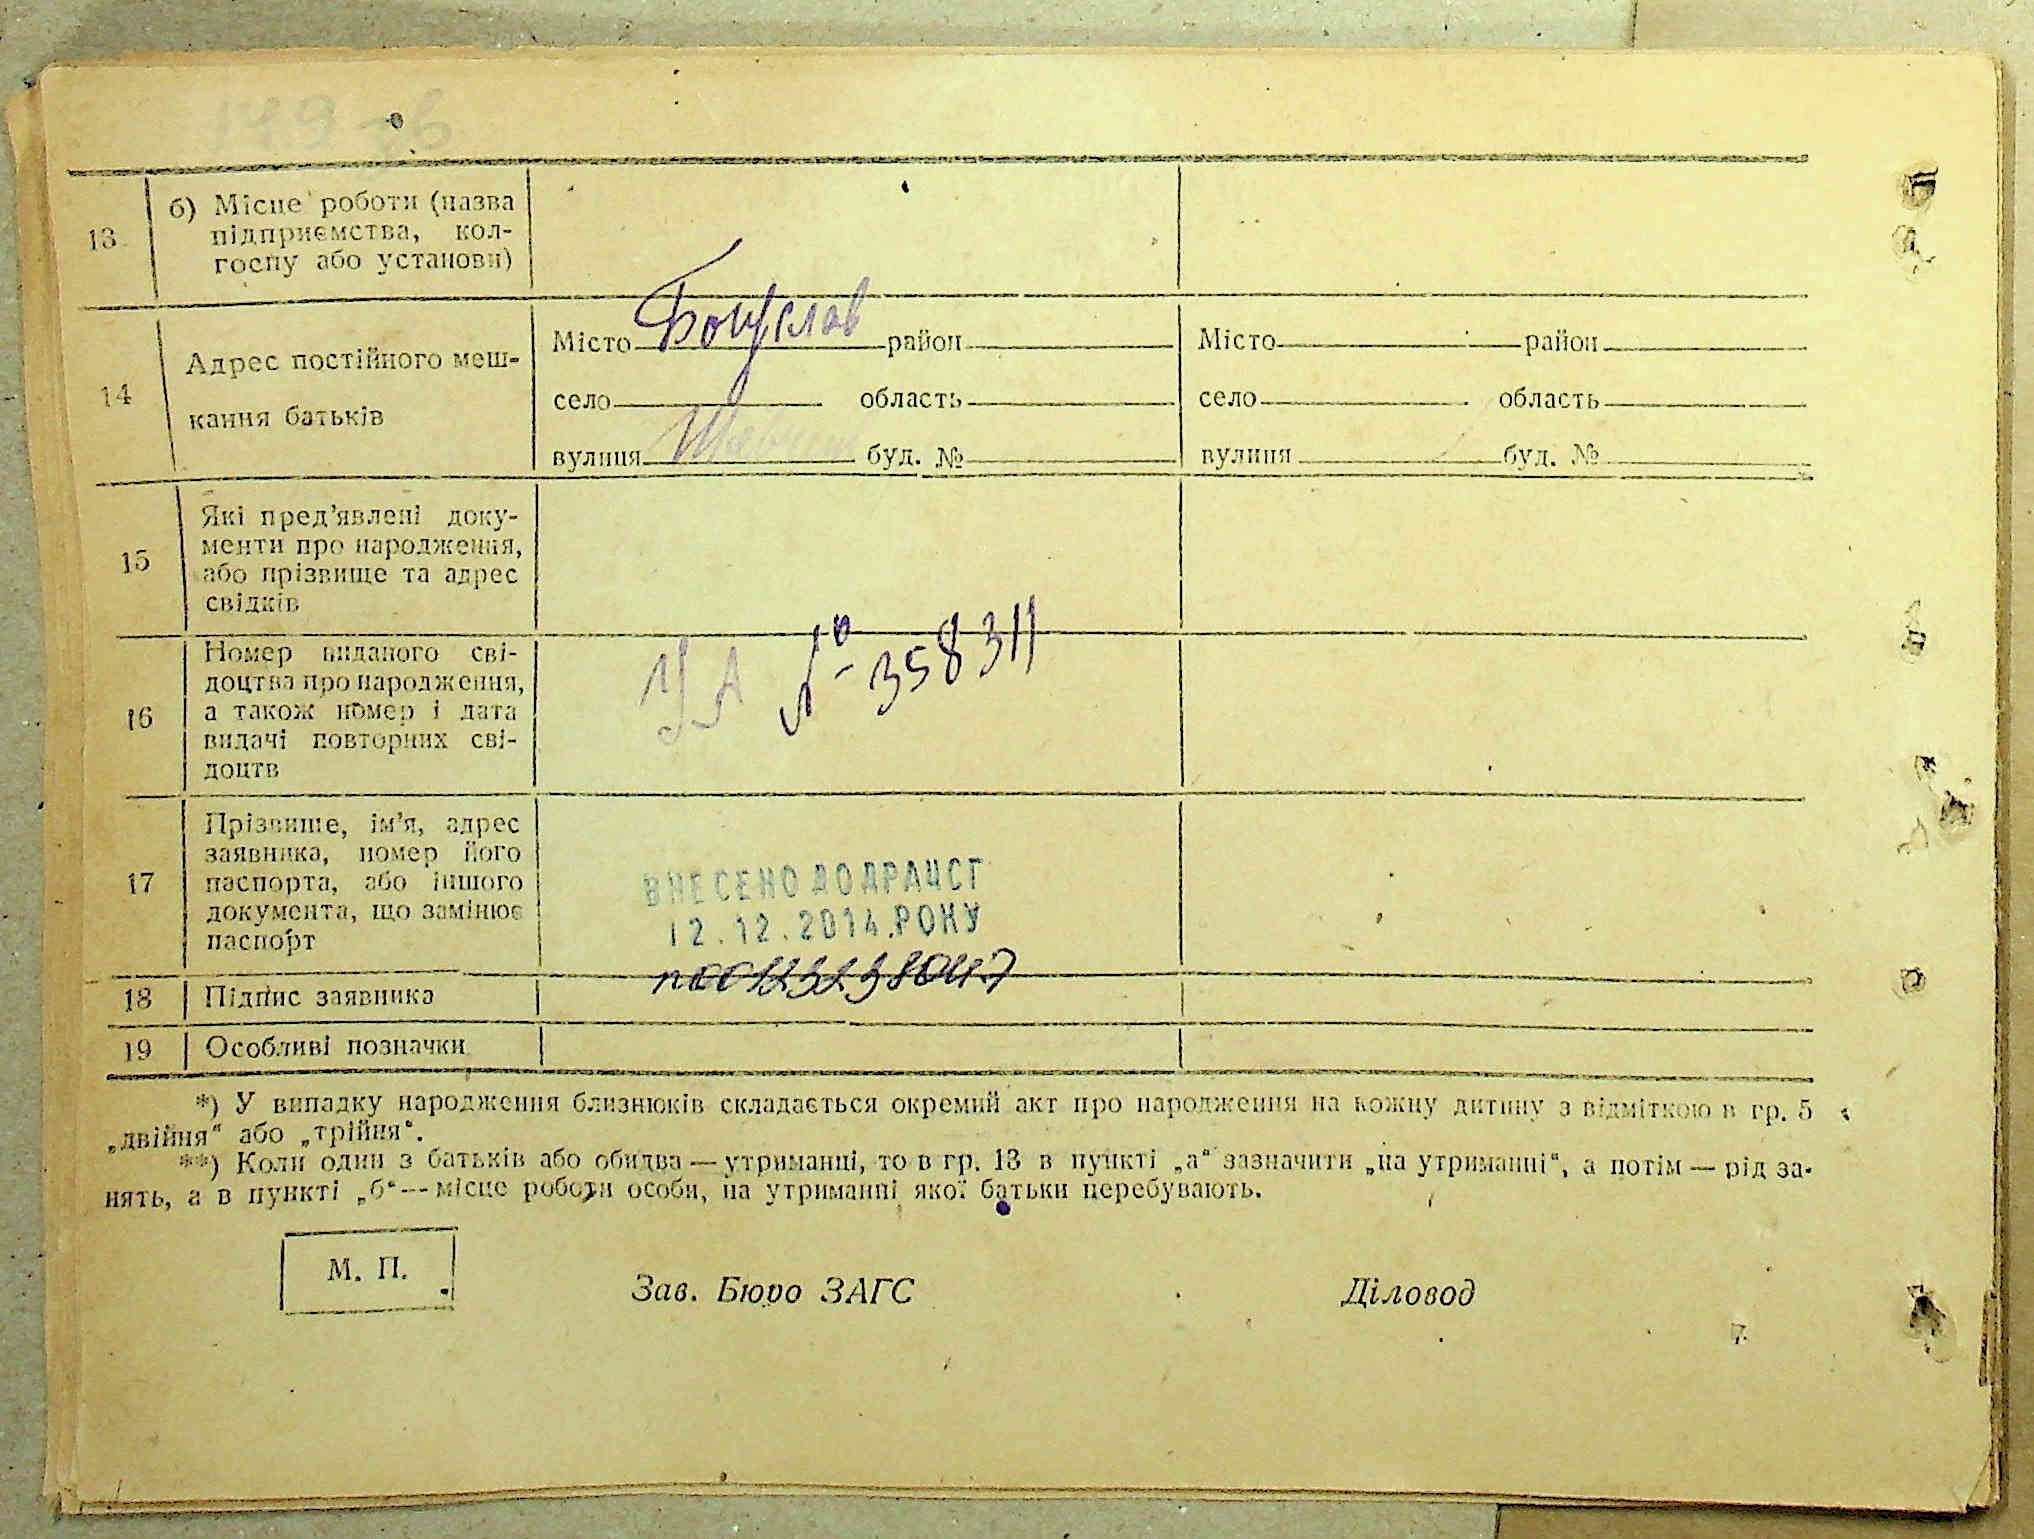 13
б) Місце роботи (назва
підприємства, кол-
госпу або установи)
14
Адрес постійного меш-
кання батьків
Місто Богуслав район
село область
вулиця буд. №
Місто район
село область
вулиця буд. №
15
Які пред'явлені доку-
менти про народження,
або прізвище та адрес
свідків
16
Номер виданого сві-
доцтва про народження,
а також номер і дата
видачі повторних сві-
доцтв
УА № 358311
17
Прізвище, ім'я, адрес
заявника, номер його
паспорта, або іншого
документа, що замінює
паспорт
ВНЕСЕНО ДО ДРАЦСГ
12.12.2014.РОКУ
18
Підпис заявника
19
Особливі позначки
*) У випадку народження близнюків складається окремий акт про народження на кожну дитину з відміткою в гр. 5
„двійня“ або „трійня“.
**) Коли один з батьків або обидва — утриманці, то в гр. 13 в пункті „а“ зазначити „на утриманні“, а потім — рід за-
нять, а в пункті „б“ — місце роботи особи, на утриманні якої батьки перебувають.
М. П.
Зав. Бюро ЗАГС
Діловод